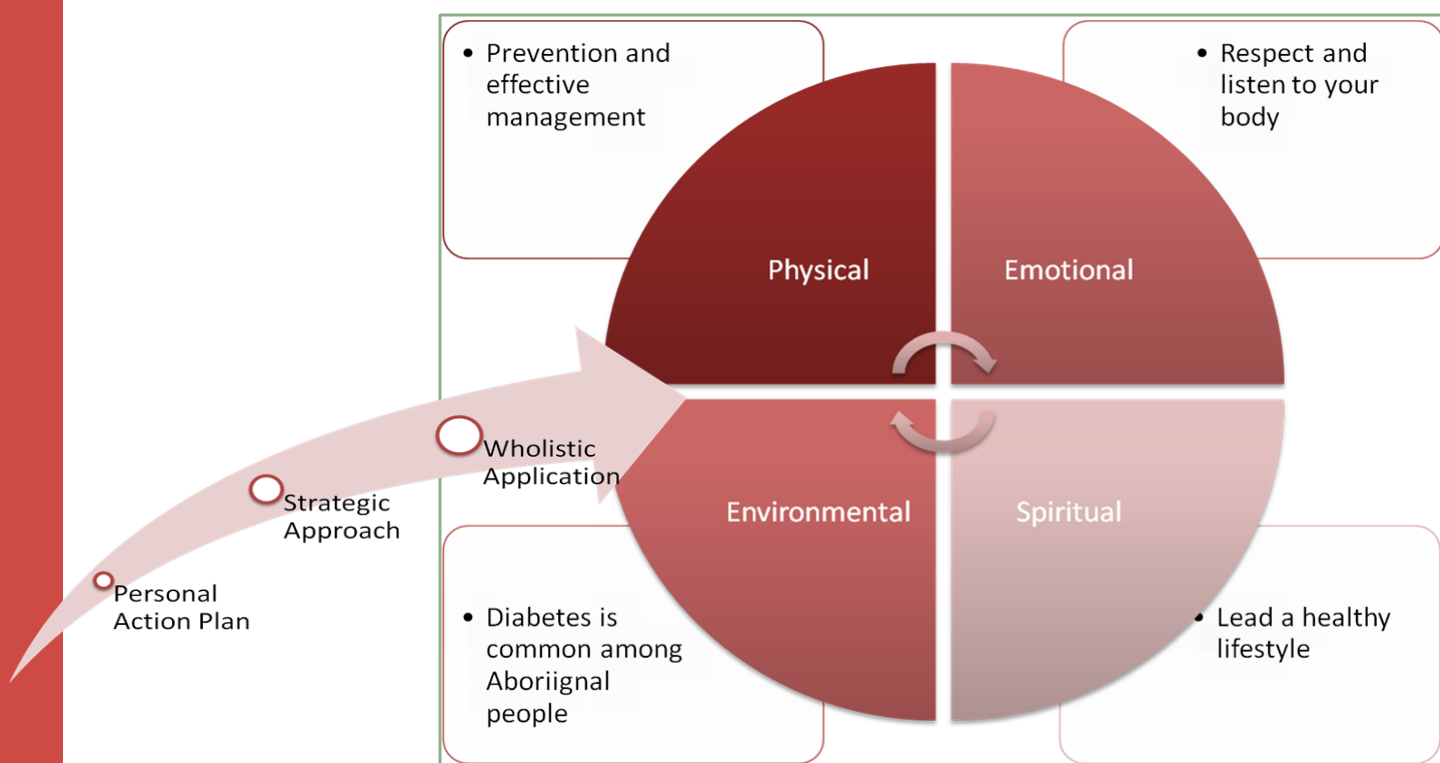 • Prevention and
effective
management
• Respect and
listen to your
body
Physical
Emotional
Wholistic
Application
Strategic
Approach
Personal
Action Plan
Environmental
Spiritual
• Diabetes is
common among
Aboriignal
people
• Lead a healthy
lifestyle